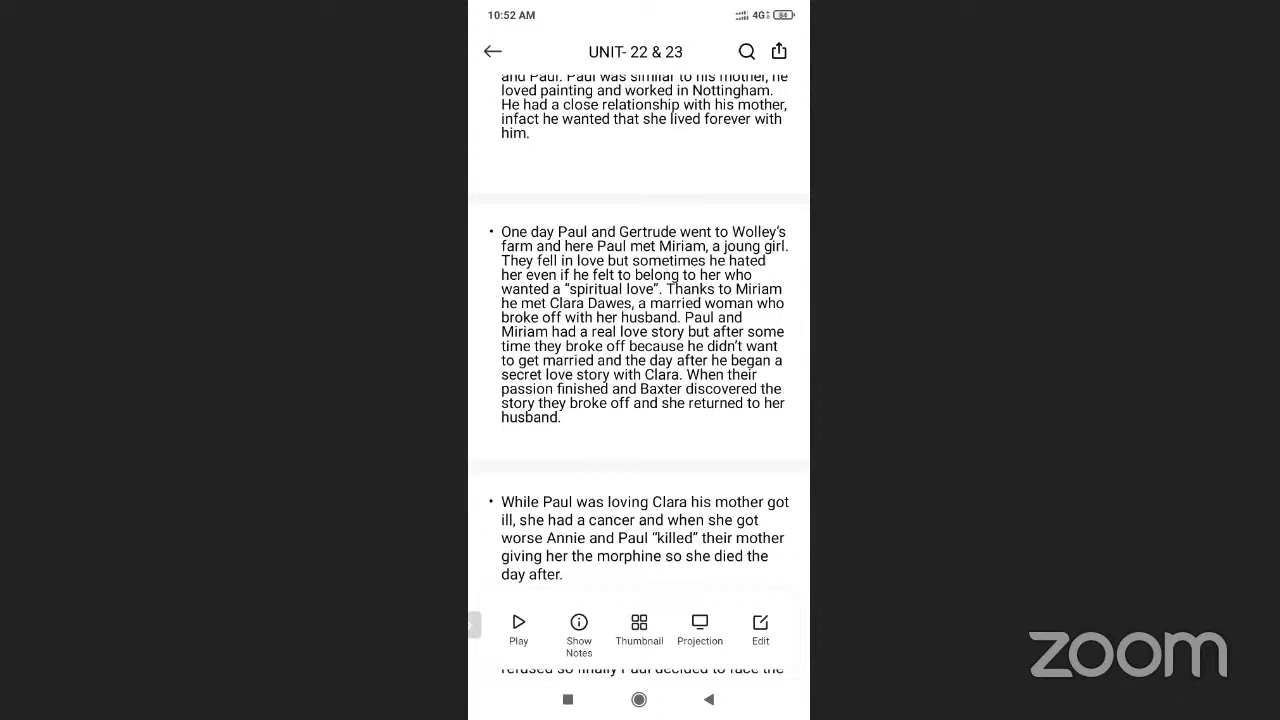 10:52 AM
4G
84
UNIT- 22 & 23
and Paul. Paul was similar to his mother, he
loved painting and worked in Nottingham.
He had a close relationship with his mother,
infact he wanted that she lived forever with
him.
• One day Paul and Gertrude went to Wolley's
farm and here Paul met Miriam, a joung girl.
They fell in love but sometimes he hated
her even if he felt to belong to her who
wanted a “spiritual love”. Thanks to Miriam
he met Clara Dawes, a married woman who
broke off with her husband. Paul and
Miriam had a real love story but after some
time they broke off because he didn't want
to get married and the day after he began a
secret love story with Clara. When their
passion finished and Baxter discovered the
story they broke off and she returned to her
husband.
• While Paul was loving Clara his mother got
ill, she had a cancer and when she got
worse Annie and Paul “killed” their mother
giving her the morphine so she died the
day after.
Play
Show Notes
Thumbnail
Projection
Edit
refused so finally Paul decided to face the
zoom